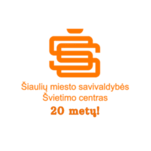 Šiaulių miesto savivaldybės
Švietimo centras
20 metų!